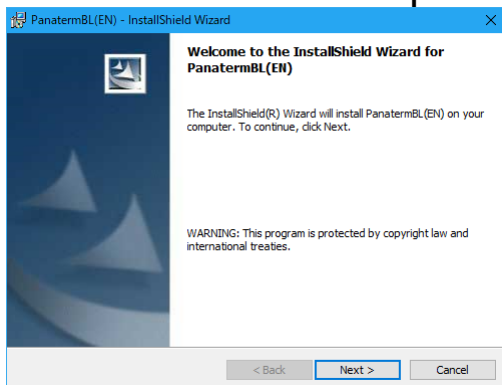 PanatermBL(EN) - InstallShield Wizard
Welcome to the InstallShield Wizard for
PanatermBL(EN)
The InstallShield(R) Wizard will install PanatermBL(EN) on your
computer. To continue, click Next.
WARNING: This program is protected by copyright law and
international treaties.
< Back
Next >
Cancel